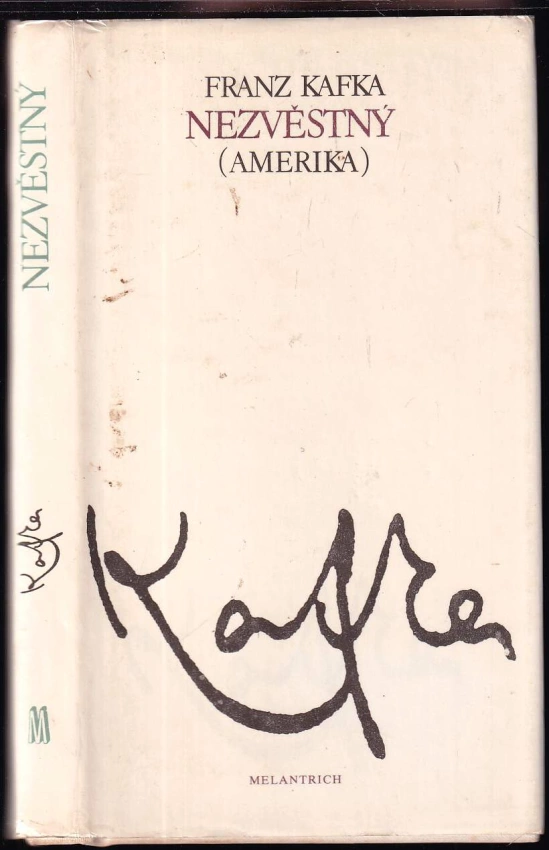 FRANZ KAFKA
NEZVĚSTNÝ
(AMERIKA)
Kafka
MELANTRICH
NEZVĚSTNÝ
Kafka
M